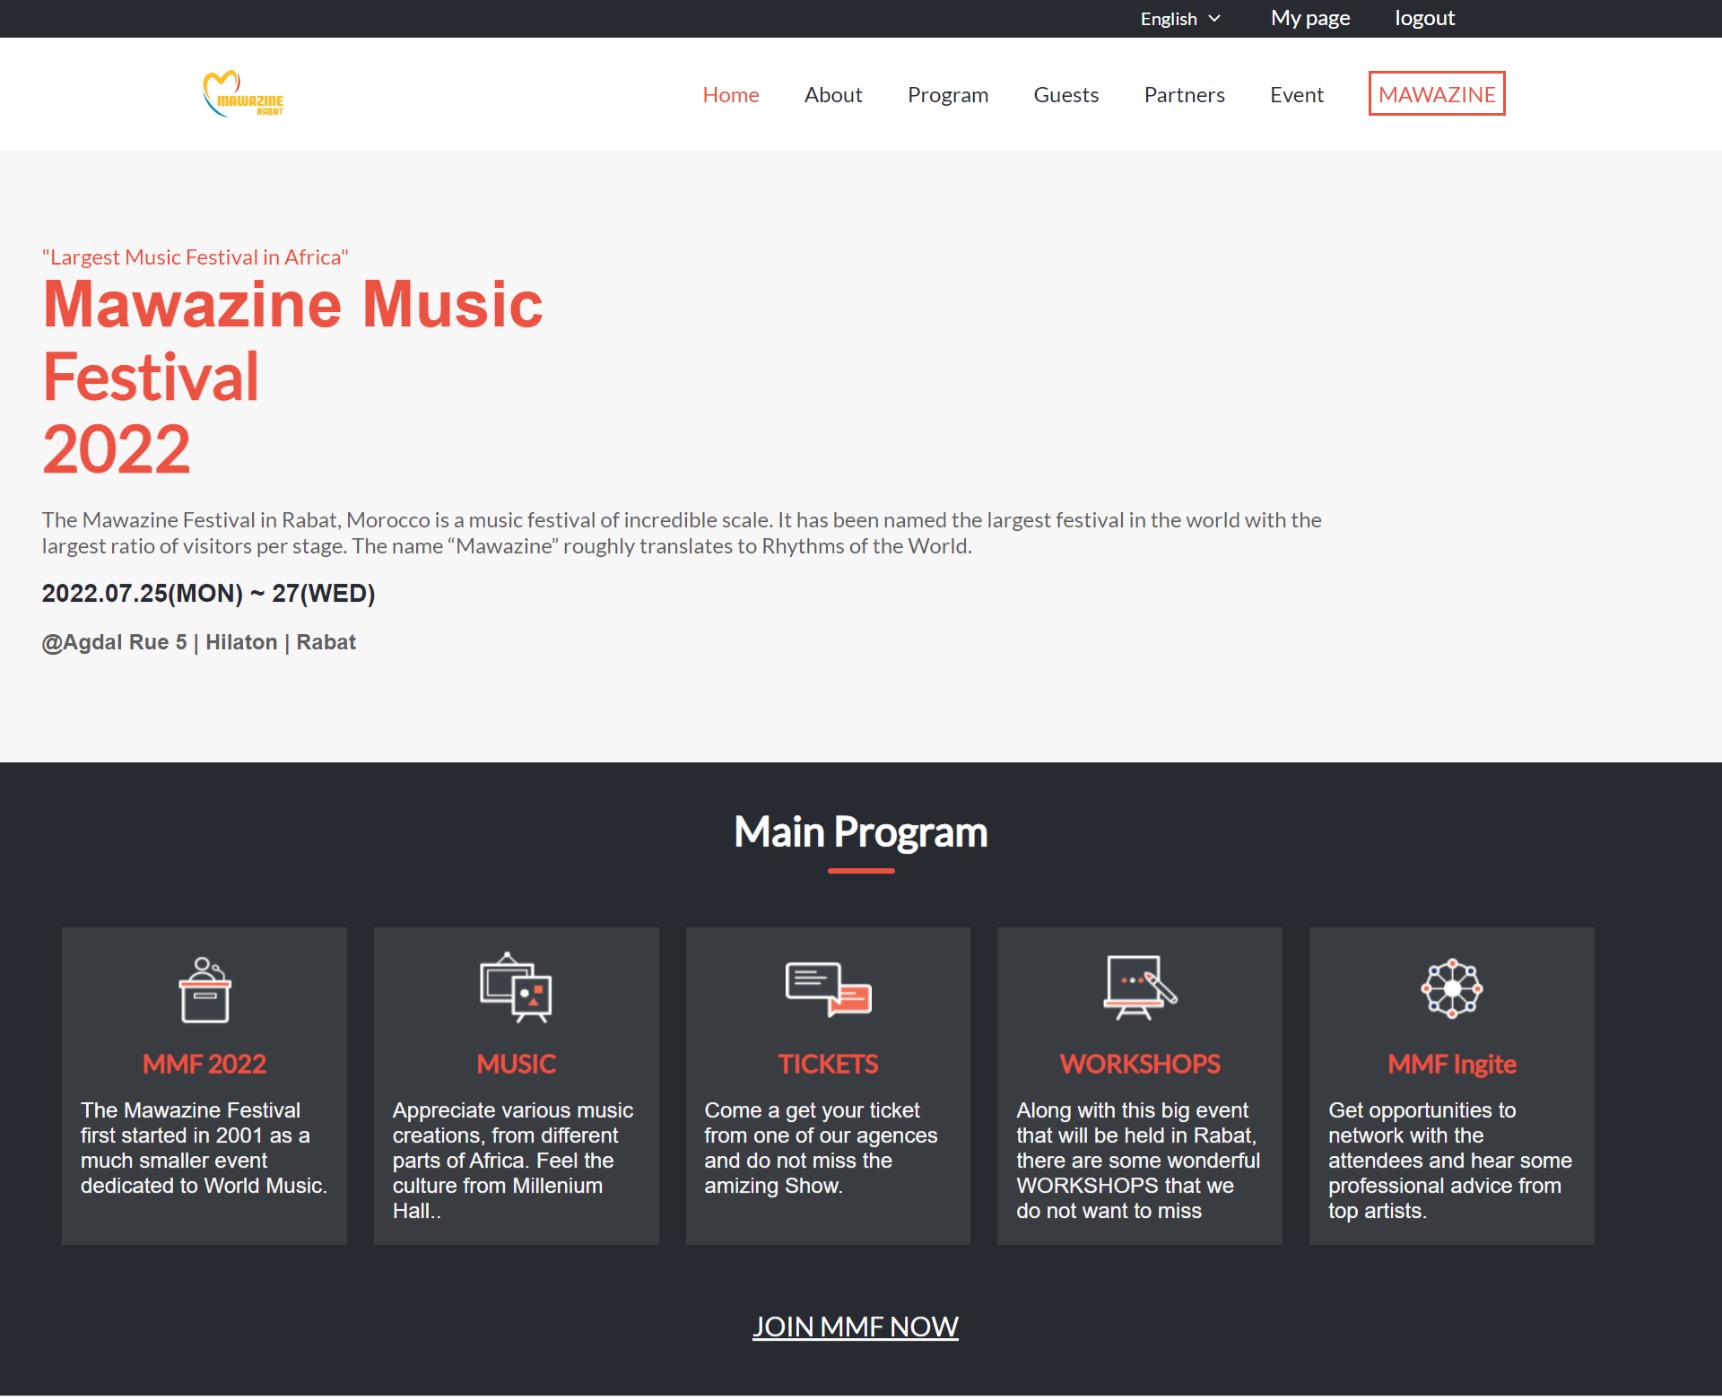 English
My page
logout
MAWAZINE
RABAT
Home
About
Program
Guests
Partners
Event
MAWAZINE
"Largest Music Festival in Africa"
Mawazine Music
Festival
2022
The Mawazine Festival in Rabat, Morocco is a music festival of incredible scale. It has been named the largest festival in the world with the
largest ratio of visitors per stage. The name “Mawazine” roughly translates to Rhythms of the World.
2022.07.25(MON) ~ 27(WED)
@Agdal Rue 5 | Hilaton | Rabat
Main Program
MMF 2022
The Mawazine Festival
first started in 2001 as a
much smaller event
dedicated to World Music.
MUSIC
Appreciate various music
creations, from different
parts of Africa. Feel the
culture from Millenium
Hall..
TICKETS
Come a get your ticket
from one of our agences
and do not miss the
amizing Show.
WORKSHOPS
Along with this big event
that will be held in Rabat,
there are some wonderful
WORKSHOPS that we
do not want to miss
MMF Ingite
Get opportunities to
network with the
attendees and hear some
professional advice from
top artists.
JOIN MMF NOW